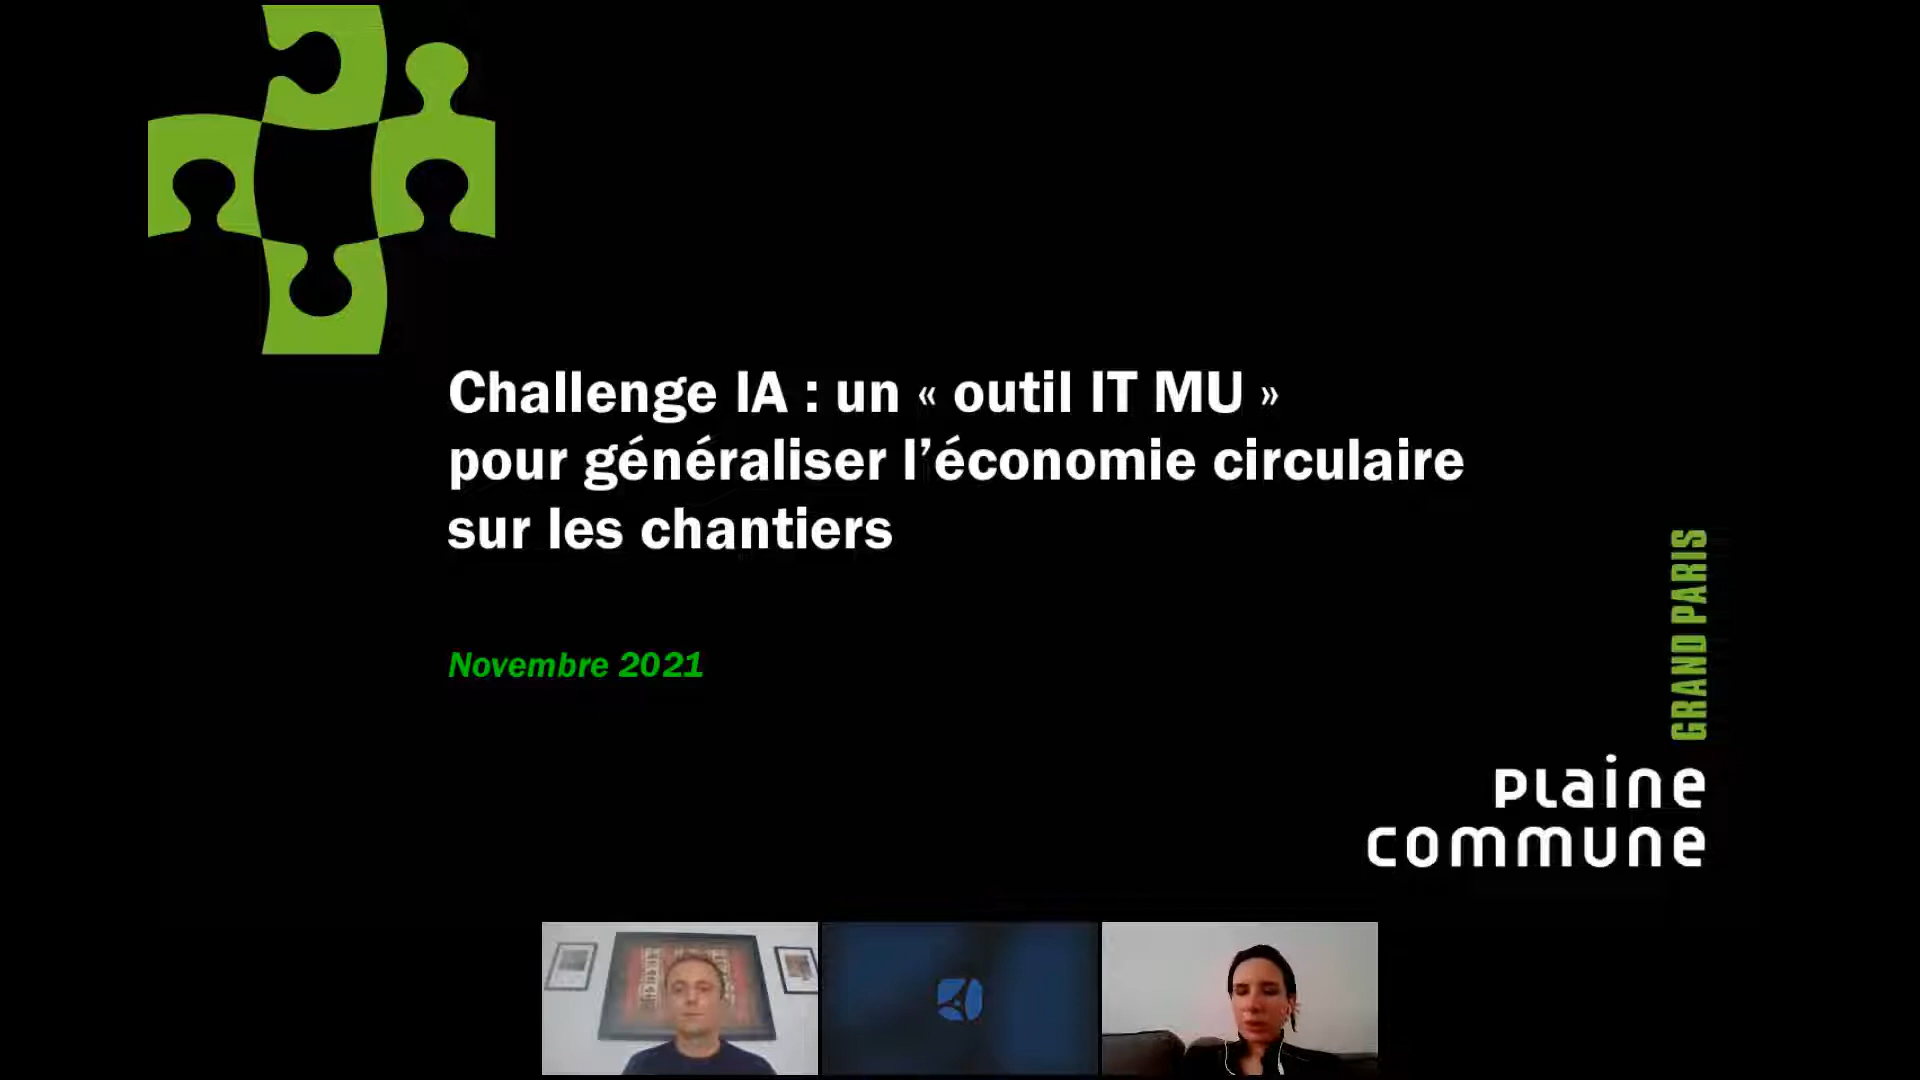 Challenge IA : un « outil IT MU »
pour généraliser l’économie circulaire
sur les chantiers
Novembre 2021
GRAND PARIS
PLaine
commune